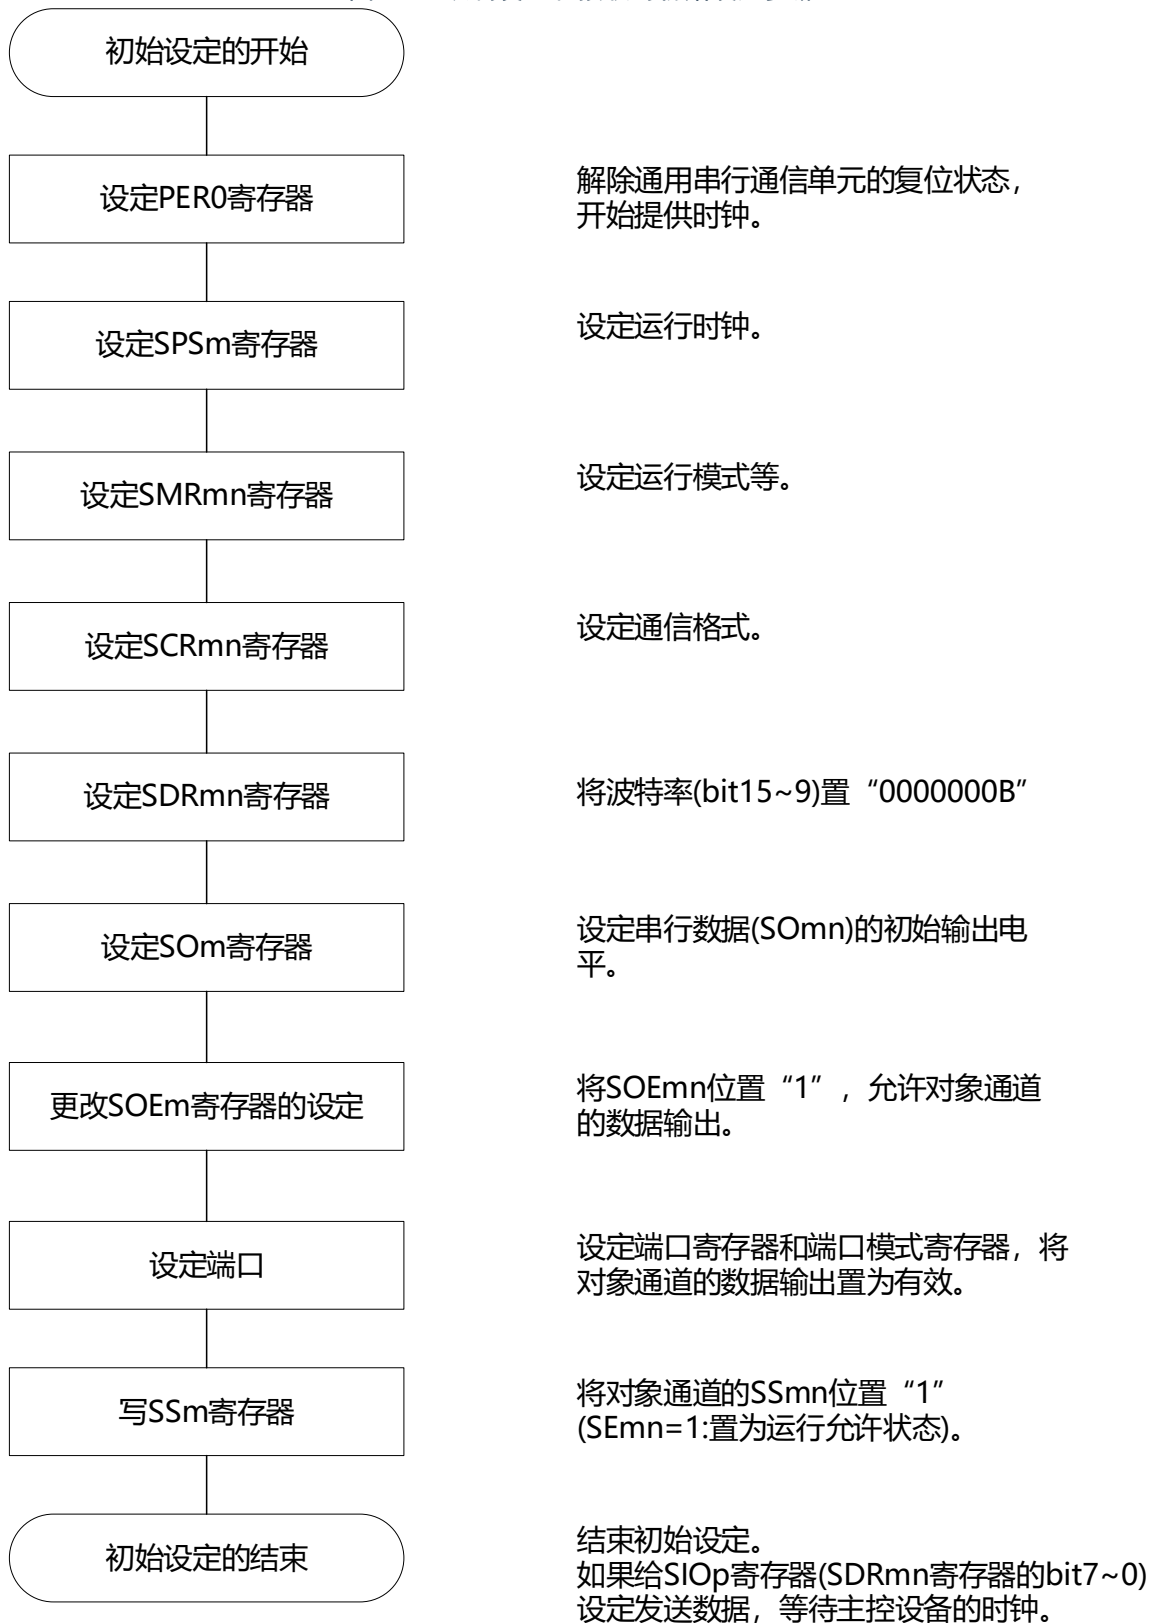 初始设定的开始
设定PER0寄存器
解除通用串行通信单元的复位状态，
开始提供时钟。
设定SPSm寄存器
设定运行时钟。
设定SMRmn寄存器
设定运行模式等。
设定SCRmn寄存器
设定通信格式。
设定SDRmn寄存器
将波特率(bit15~9)置“0000000B”
设定SOm寄存器
设定串行数据(SOmn)的初始输出电
平。
更改SOEm寄存器的设定
将SOEmn位置“1”，允许对象通道
的数据输出。
设定端口
设定端口寄存器和端口模式寄存器，将
对象通道的数据输出置为有效。
写SSm寄存器
将对象通道的SSmn位置“1”
(SEmn=1:置为运行允许状态)。
初始设定的结束
结束初始设定。
如果给SIOp寄存器(SDRmn寄存器的bit7~0)
设定发送数据，等待主控设备的时钟。